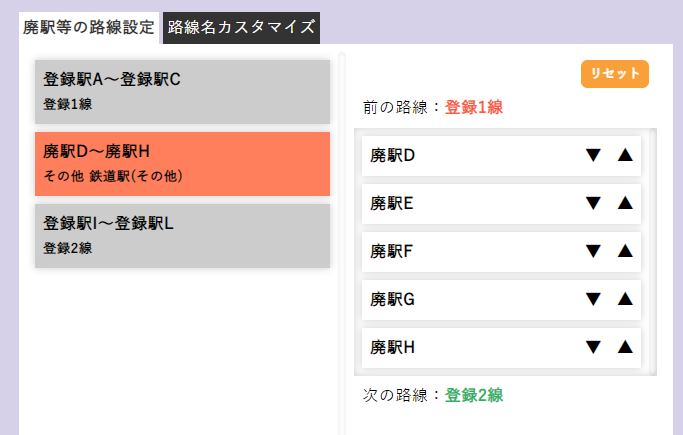 廃駅等の路線設定 路線名カスタマイズ
登録駅A～登録駅C
登録1線
廃駅D～廃駅H
その他 鉄道駅(その他)
登録駅I～登録駅L
登録2線
リセット
前の路線：登録1線
廃駅D ▼ ▲
廃駅E ▼ ▲
廃駅F ▼ ▲
廃駅G ▼ ▲
廃駅H ▼ ▲
次の路線：登録2線